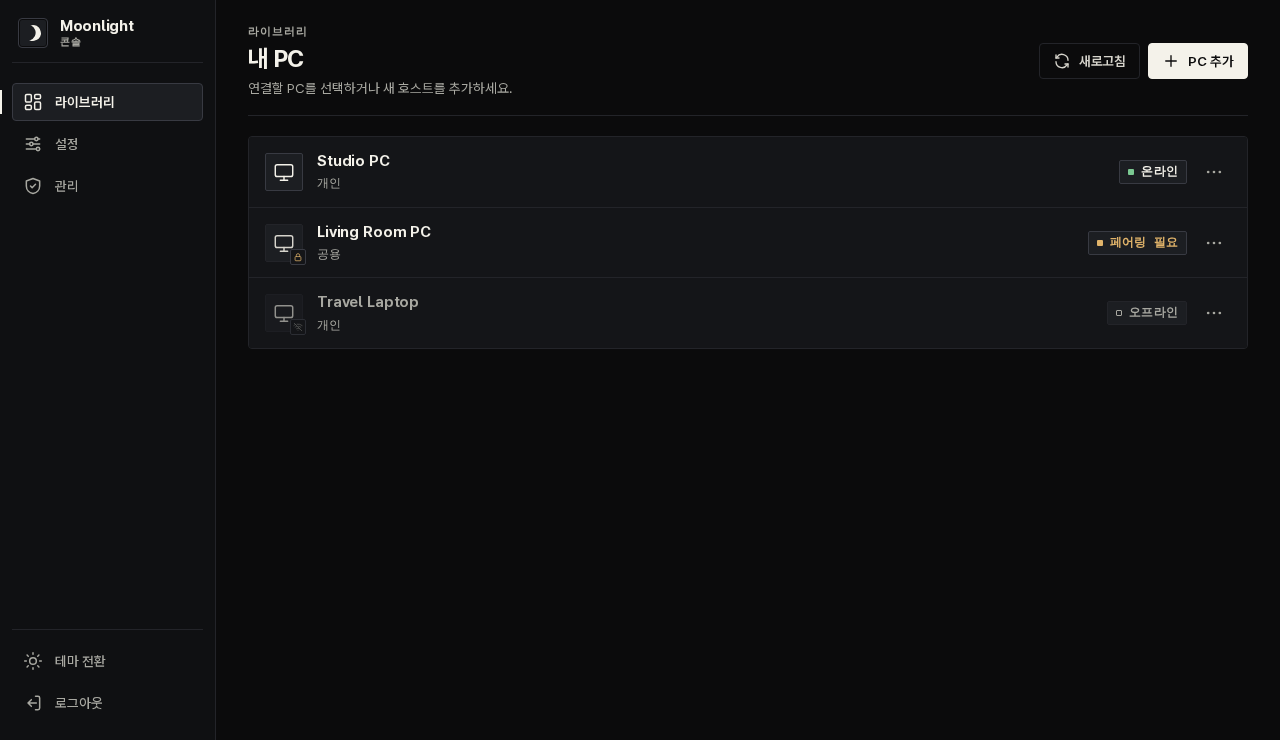 Moonlight
콘솔
라이브러리
설정
관리
테마 전환
로그아웃
라이브러리
내 PC
연결할 PC를 선택하거나 새 호스트를 추가하세요.
새로고침
PC 추가
Studio PC
개인
온라인
Living Room PC
공용
페어링 필요
Travel Laptop
개인
오프라인